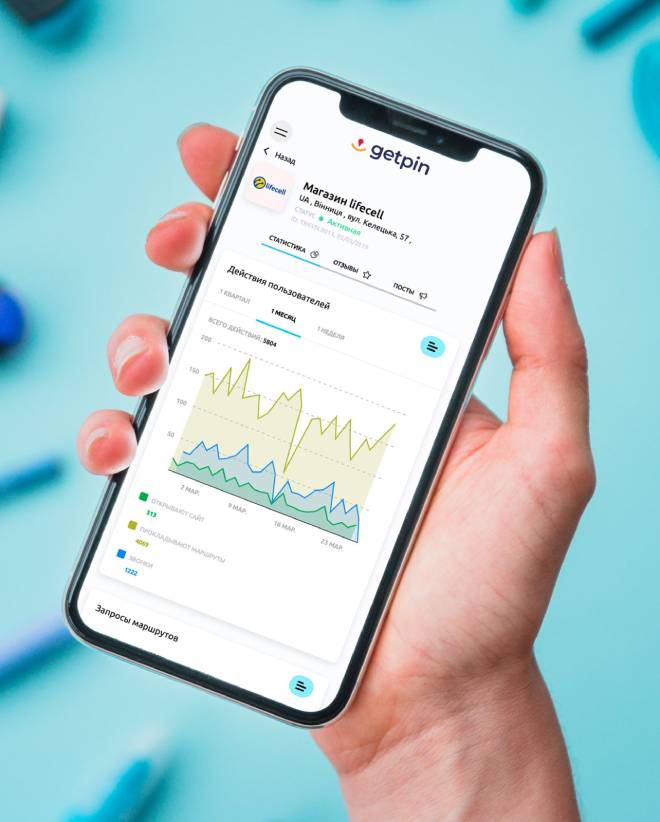 getpin
Назад
lifecell
Магазин lifecell
UA , Вінниця , вул. Келецька, 57 ,
СТАТУС: Активная
СТАТИСТИКА
ОТЗЫВЫ
ПОСТЫ
Действия пользователей
1 КВАРТАЛ
1 МЕСЯЦ
1 НЕДЕЛЯ
ВСЕГО ДЕЙСТВИЙ: 5804
200
150
100
50
2 МАР.
9 МАР.
16 МАР.
23 МАР.
ОТКРЫВАЮТ САЙТ
513
ПРОКЛАДЫВАЮТ МАРШРУТЫ
4069
ЗВОНКИ
1222
Запросы маршрутов